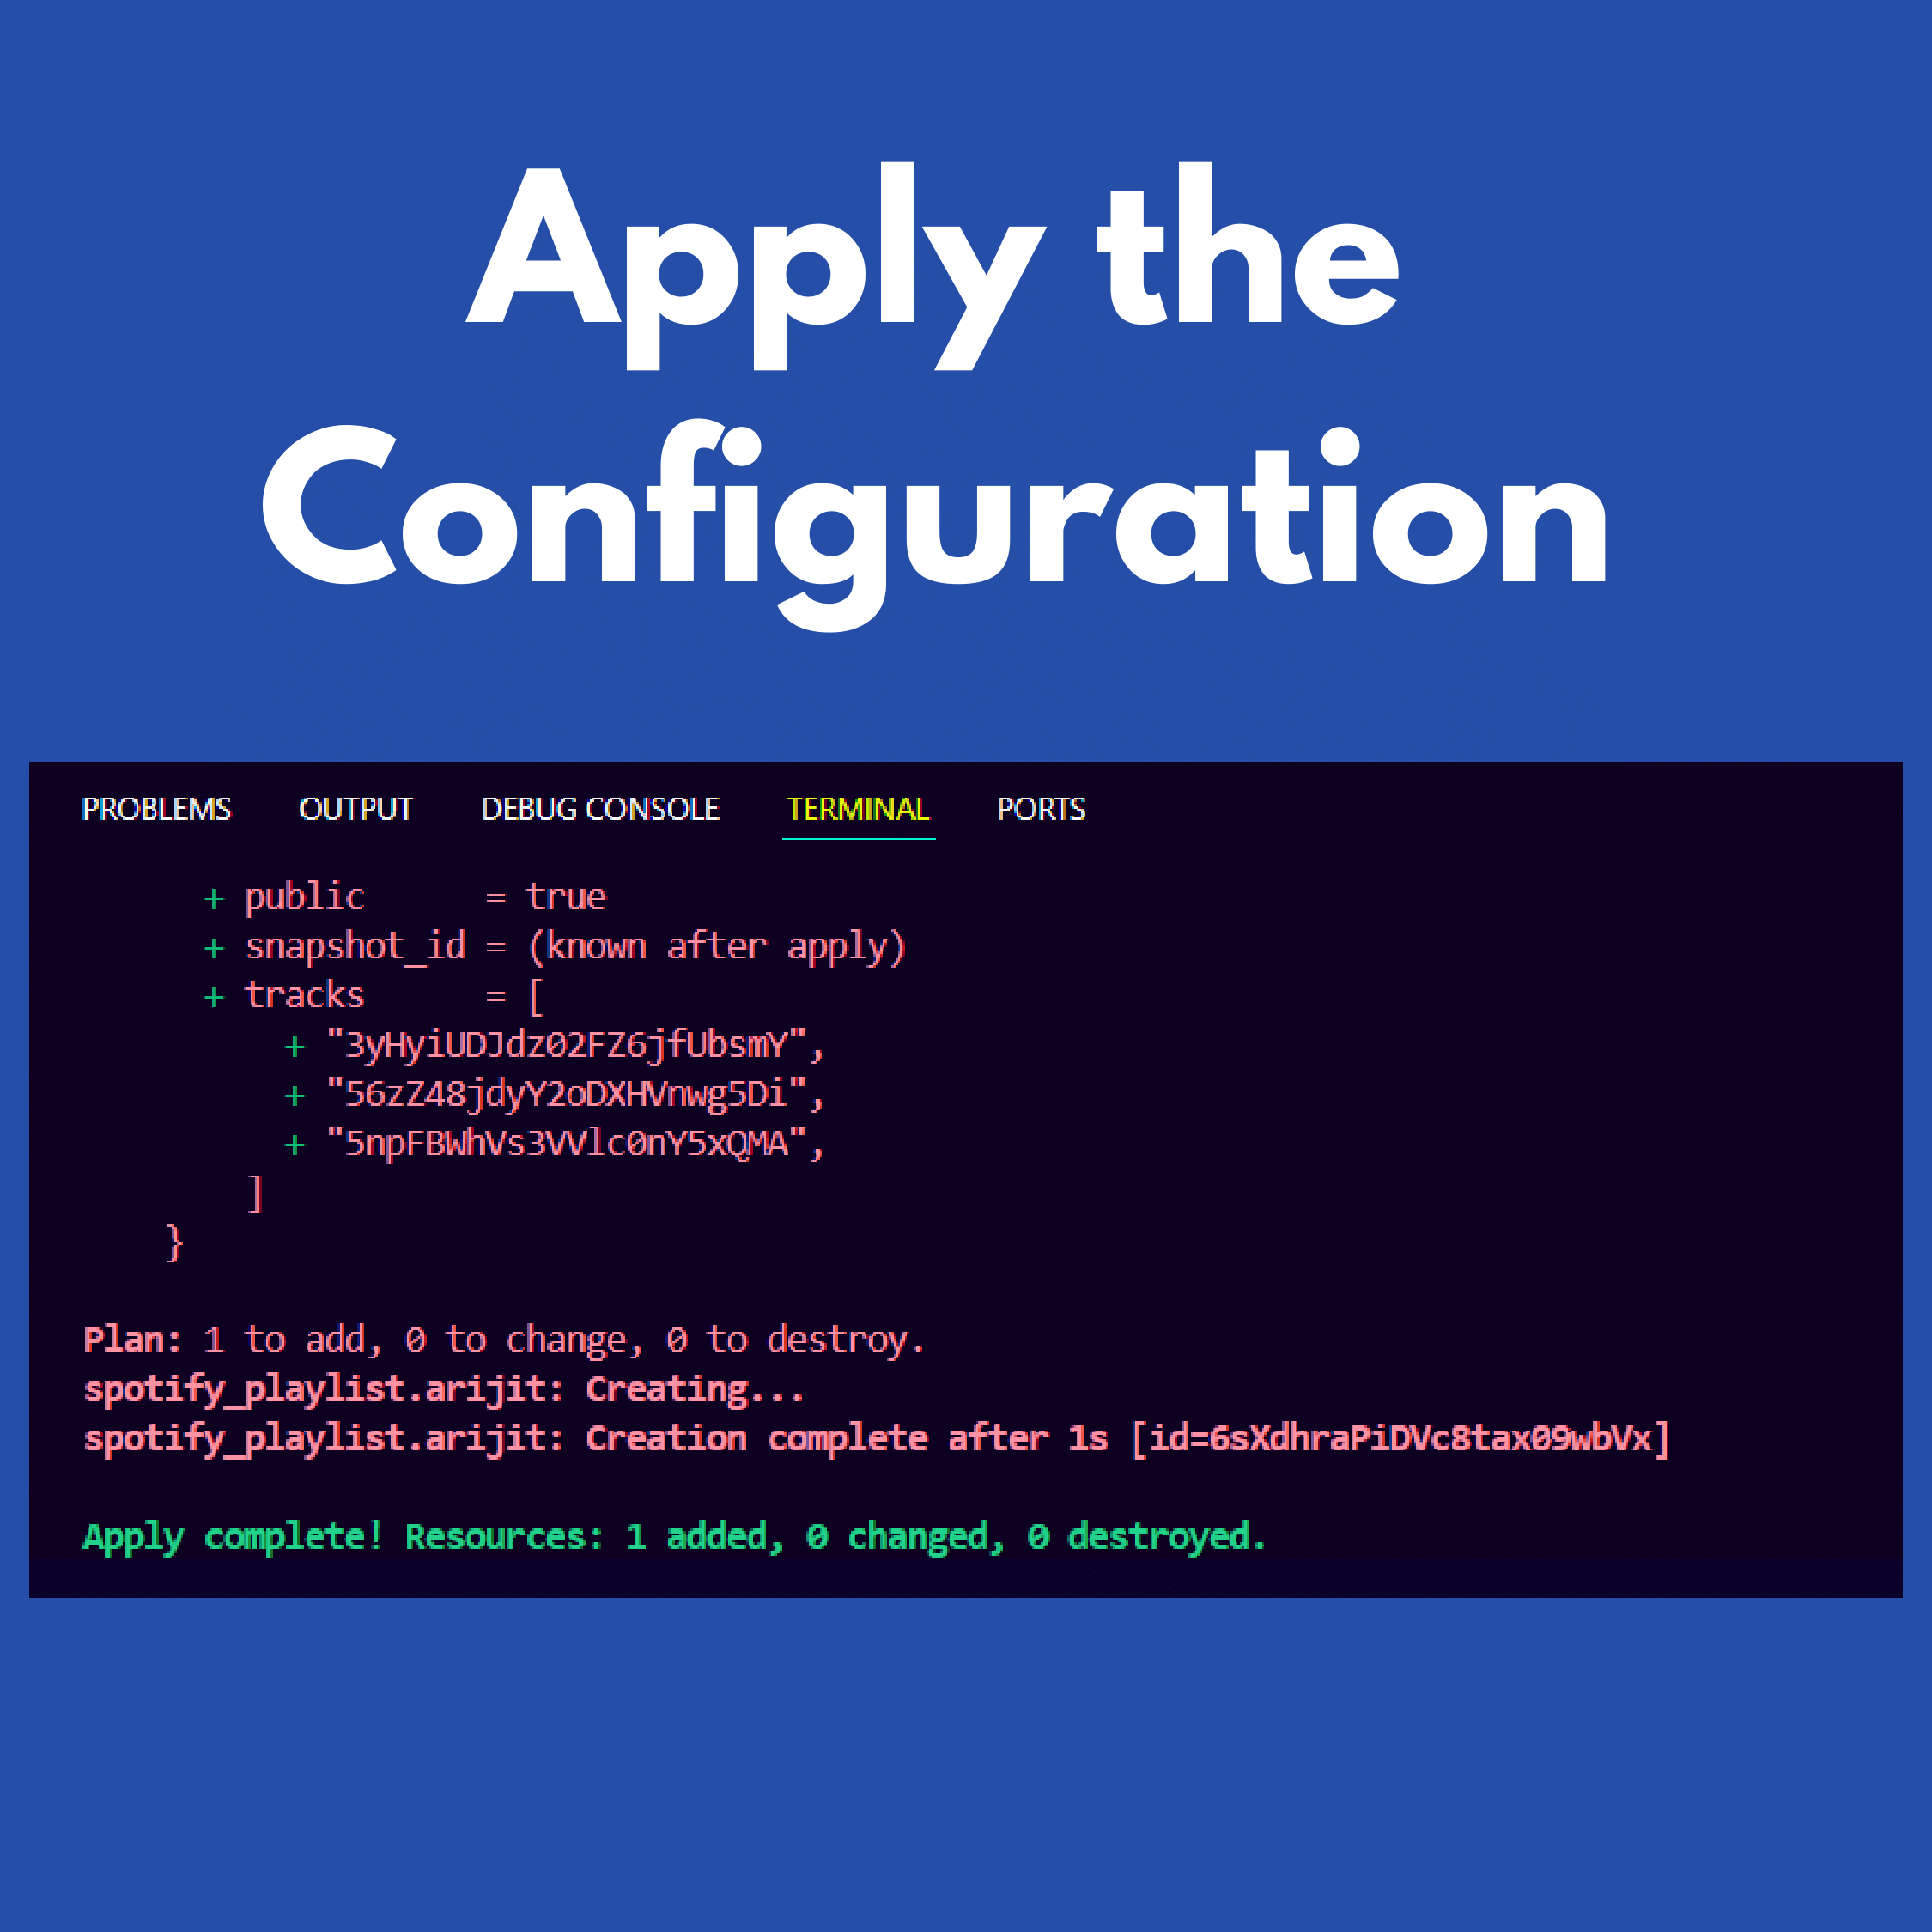 Apply the
Configuration
PROBLEMS OUTPUT DEBUG CONSOLE TERMINAL PORTS
+ public = true
+ snapshot_id = (known after apply)
+ tracks = [
+ "3yHyiUDJdz02FZ6jfUbsmY",
+ "56zZ48jdyY2oDXHVnwg5Di",
+ "5npFBWhVs3VVlc0nY5xQMA",
]
}
Plan: 1 to add, 0 to change, 0 to destroy.
spotify_playlist.arijit: Creating...
spotify_playlist.arijit: Creation complete after 1s [id=6sXdhraPiDVc8tax09wbVx]
Apply complete! Resources: 1 added, 0 changed, 0 destroyed.